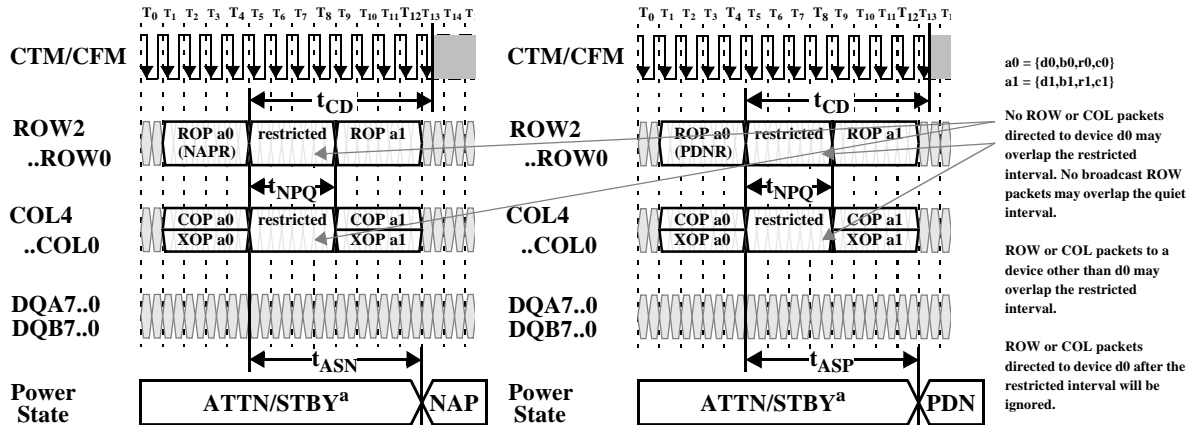 T0 T1 T2 T3 T4 T5 T6 T7 T8 T9 T10 T11 T12 T13 T14 T
CTM/CFM
tCD
ROW2
..ROW0
ROP a0
(NAPR)
restricted
ROP a1
tNPQ
COL4
..COL0
COP a0
XOP a0
restricted
COP a1
XOP a1
DQA7..0
DQB7..0
tASN
Power
State
ATTN/STBYa
NAP
T0 T1 T2 T3 T4 T5 T6 T7 T8 T9 T10 T11 T12 T13 T1
CTM/CFM
tCD
ROW2
..ROW0
ROP a0
(PDNR)
restricted
ROP a1
tNPQ
COL4
..COL0
COP a0
XOP a0
restricted
COP a1
XOP a1
DQA7..0
DQB7..0
tASP
Power
State
ATTN/STBYa
PDN
a0 = {d0,b0,r0,c0}
a1 = {d1,b1,r1,c1}
No ROW or COL packets
directed to device d0 may
overlap the restricted
interval. No broadcast ROW
packets may overlap the quiet
interval.
ROW or COL packets to a
device other than d0 may
overlap the restricted
interval.
ROW or COL packets
directed to device d0 after the
restricted interval will be
ignored.